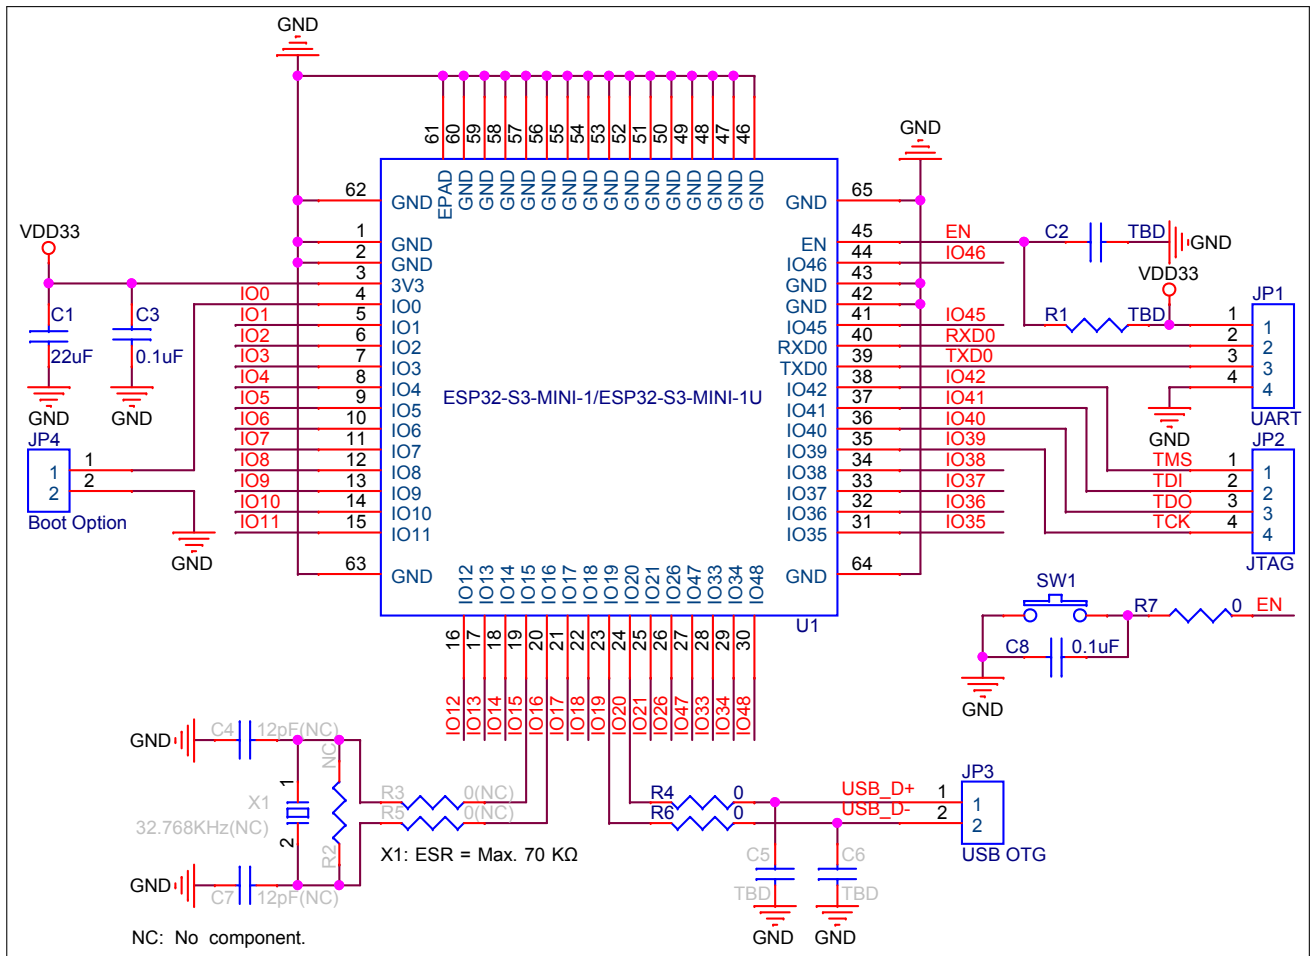 GND
61 60 59 58 57 56 55 54 53 52 51 50 49 48 47 46
EPAD GND GND GND GND GND GND GND GND GND GND GND GND GND GND GND
GND
62 GND
GND 65
VDD33
1 GND
2 GND
3 3V3
IO0 4 IO0
IO1 5 IO1
IO2 6 IO2
IO3 7 IO3
IO4 8 IO4
IO5 9 IO5
IO6 10 IO6
IO7 11 IO7
IO8 12 IO8
IO9 13 IO9
IO10 14 IO10
IO11 15 IO11
63 GND
C1
22uF
GND
C3
0.1uF
GND
JP4
1 1
2 2
Boot Option
GND
ESP32-S3-MINI-1/ESP32-S3-MINI-1U
EN 45 EN
IO46 44 IO46
GND 43
GND 42
IO45 41 IO45
RXD0 40 RXD0
TXD0 39 TXD0
IO42 38 IO42
IO41 37 IO41
IO40 36 IO40
IO39 35 IO39
IO38 34 IO38
IO37 33 IO37
IO36 32 IO36
IO35 31 IO35
GND 64
U1
C2 TBD GND
VDD33
R1 TBD
JP1
1 1
2 2
3 3
4 4
UART
GND
JP2
TMS 1 1
TDI 2 2
TDO 3 3
TCK 4 4
JTAG
SW1
R7 0 EN
C8 0.1uF
GND
IO12 IO13 IO14 IO15 IO16 IO17 IO18 IO19 IO20 IO21 IO26 IO47 IO33 IO34 IO48
16 17 18 19 20 21 22 23 24 25 26 27 28 29 30
IO12 IO13 IO14 IO15 IO16 IO17 IO18 IO19 IO20 IO21 IO26 IO47 IO33 IO34 IO48
GND C4 12pF(NC)
NC
R2
1
X1
32.768KHz(NC)
2
R3 0(NC)
R5 0(NC)
X1: ESR = Max. 70 KΩ
GND C7 12pF(NC)
NC: No component.
R4 0 USB_D+ 1 1
R6 0 USB_D- 2 2
JP3
USB OTG
C5
TBD
GND
C6
TBD
GND